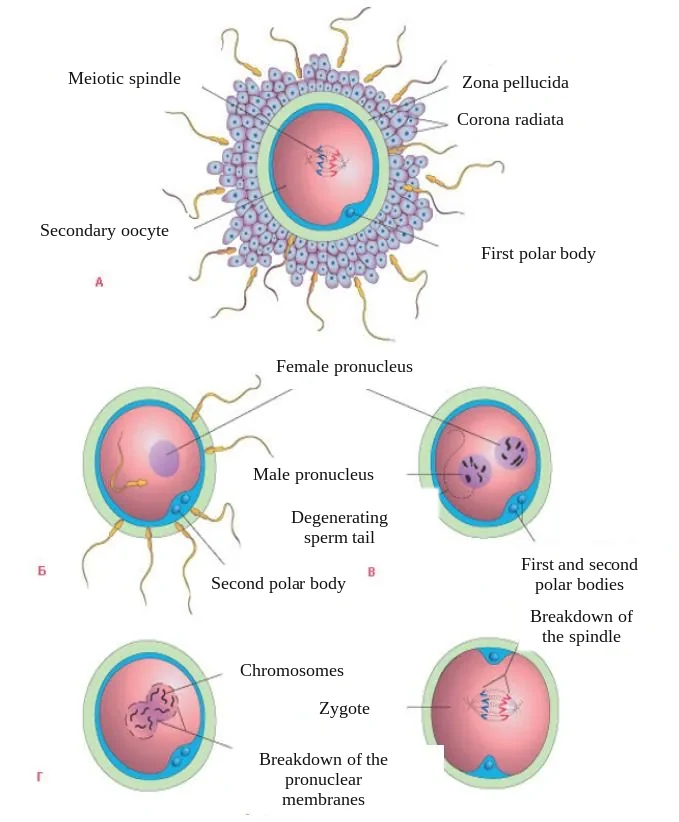 Meiotic spindle
Zona pellucida
Corona radiata
Secondary oocyte
First polar body
А
Female pronucleus
Male pronucleus
Degenerating
sperm tail
Second polar body
First and second
polar bodies
Б
В
Breakdown of
the spindle
Chromosomes
Zygote
Breakdown of the
pronuclear
membranes
Г